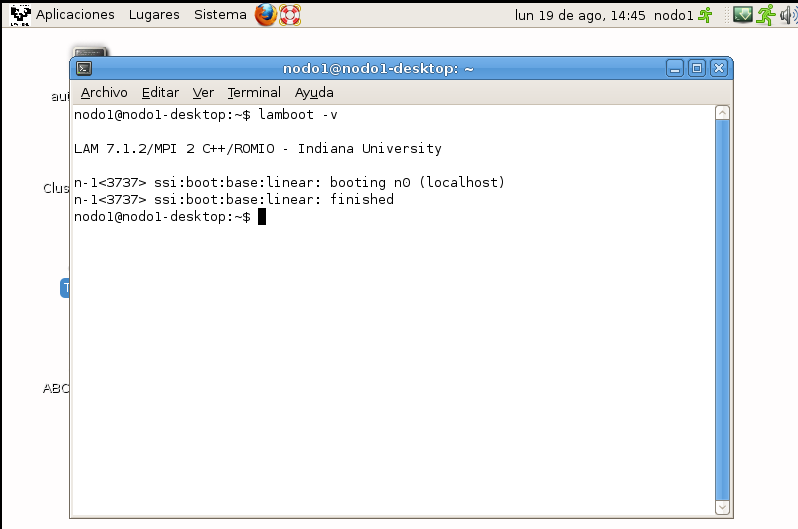 Aplicaciones Lugares Sistema lun 19 de ago, 14:45 nodo1
nodo1@nodo1-desktop: ~
Archivo Editar Ver Terminal Ayuda
nodo1@nodo1-desktop:~$ lamboot -v
LAM 7.1.2/MPI 2 C++/ROMIO - Indiana University
n-1<3737> ssi:boot:base:linear: booting n0 (localhost)
n-1<3737> ssi:boot:base:linear: finished
nodo1@nodo1-desktop:~$
Clus
T
ABC